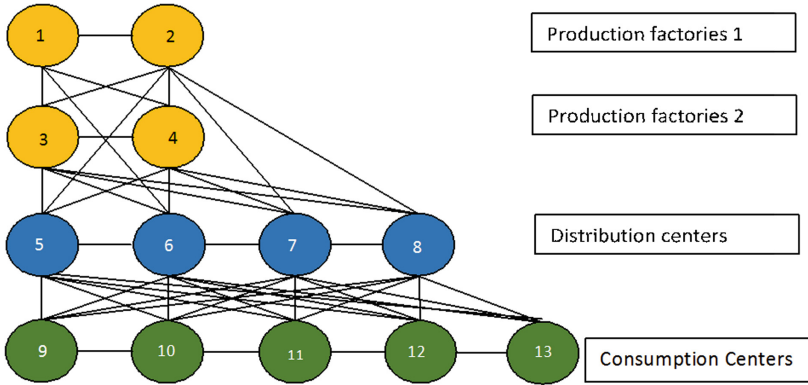 1 2 Production factories 1
3 4 Production factories 2
5 6 7 8 Distribution centers
9 10 11 12 13 Consumption Centers